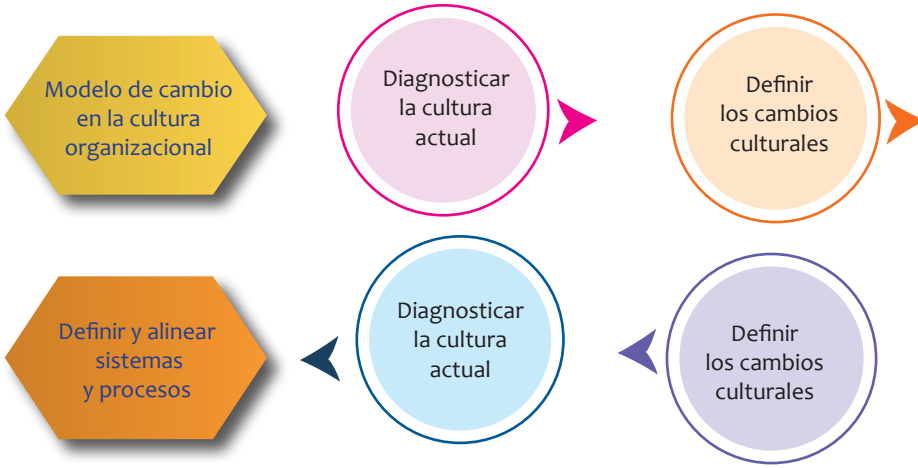 Modelo de cambio
en la cultura
organizacional
Diagnosticar
la cultura
actual
Definir
los cambios
culturales
Definir y alinear
sistemas
y procesos
Diagnosticar
la cultura
actual
Definir
los cambios
culturales